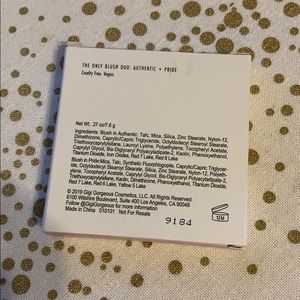 THE ONLY BLUSH DUO: AUTHENTIC + PRIDE
Cruelty Free. Vegan.
Net Wt. .27 oz/7.6 g
Ingredients: Blush in Authentic: Talc, Mica, Silica, Zinc Stearate, Nylon-12,
Dimethicone, Caprylic/Capric Triglyceride, Octyldodecyl Stearoyl Stearate,
Triethoxycaprylylsilane, Lauroyl Lysine, Polyethylene, Tocopheryl Acetate,
Caprylyl Glycol, Bis-Diglyceryl Polyacyladipate-2, Kaolin, Phenoxyethanol,
Titanium Dioxide, Iron Oxides, Red 7 Lake, Red 6 Lake
Blush in Pride: Mica, Talc, Synthetic Fluorphlogopite, Caprylic/Capric Triglycer-
ide, Octyldodecyl Stearoyl Stearate, Silica, Zinc Stearate, Nylon-12, Dimethicone,
Triethoxycaprylylsilane, Kaolin, Dimethicone, Polyethylene, Tocopheryl Acetate,
Caprylyl Glycol, Bis-Diglyceryl Polyacyladipate-2, Phenoxyethanol, Titanium Dioxide,
Red 7 Lake, Red 6 Lake, Yellow 5 Lake
© 2019 Gigi Gorgeous Cosmetics, LLC. All Rights Reserved.
6100 Wilshire Boulevard, Suite 400 Los Angeles, CA 90048
Follow @GigiGorgeous for more information
Made in China 010101 Not For Resale
9184
12M